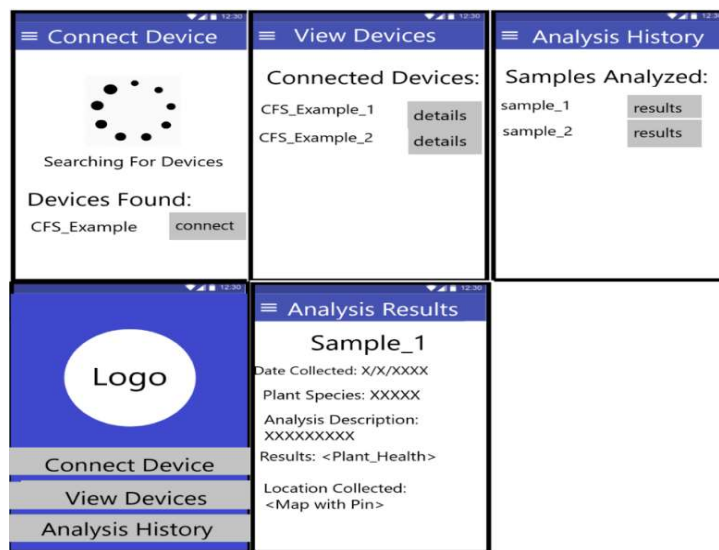 12:30
Connect Device
Searching For Devices
Devices Found:
CFS_Example connect
12:30
View Devices
Connected Devices:
CFS_Example_1 details
CFS_Example_2 details
12:30
Analysis History
Samples Analyzed:
sample_1 results
sample_2 results
12:30
Logo
Connect Device
View Devices
Analysis History
12:30
Analysis Results
Sample_1
Date Collected: X/X/XXXX
Plant Species: XXXXX
Analysis Description:
XXXXXXXXX
Results: <Plant_Health>
Location Collected:
<Map with Pin>